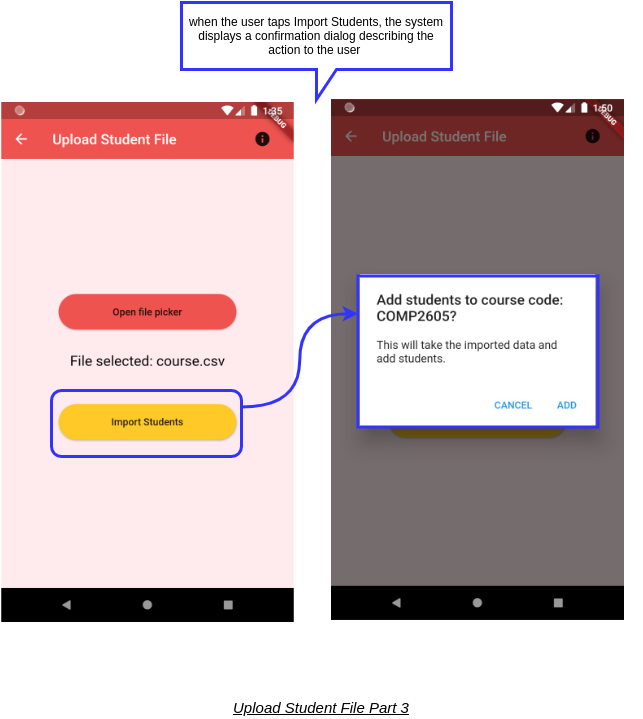 when the user taps Import Students, the system
displays a confirmation dialog describing the
action to the user
1:35
Upload Student File
Open file picker
File selected: course.csv
Import Students
1:50
Upload Student File
Add students to course code:
COMP2605?
This will take the imported data and
add students.
CANCEL ADD
Upload Student File Part 3